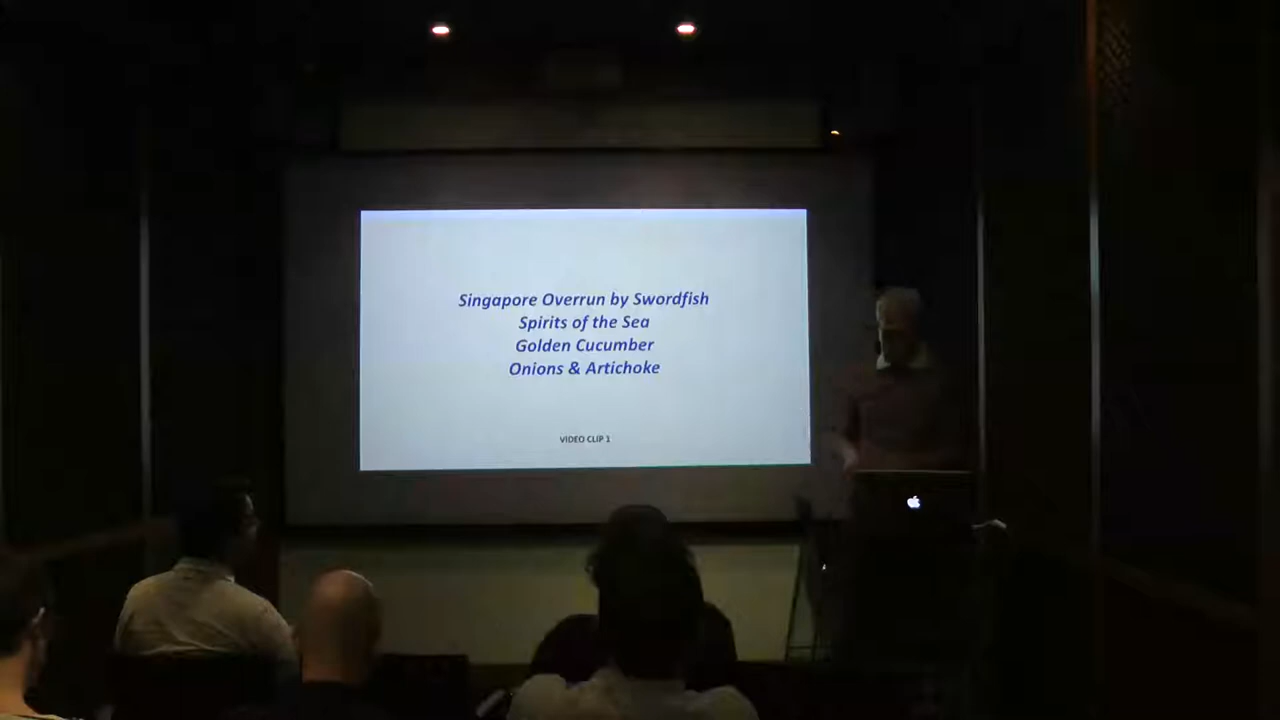 Singapore Overrun by Swordfish
Spirits of the Sea
Golden Cucumber
Onions & Artichoke
VIDEO CLIP 1